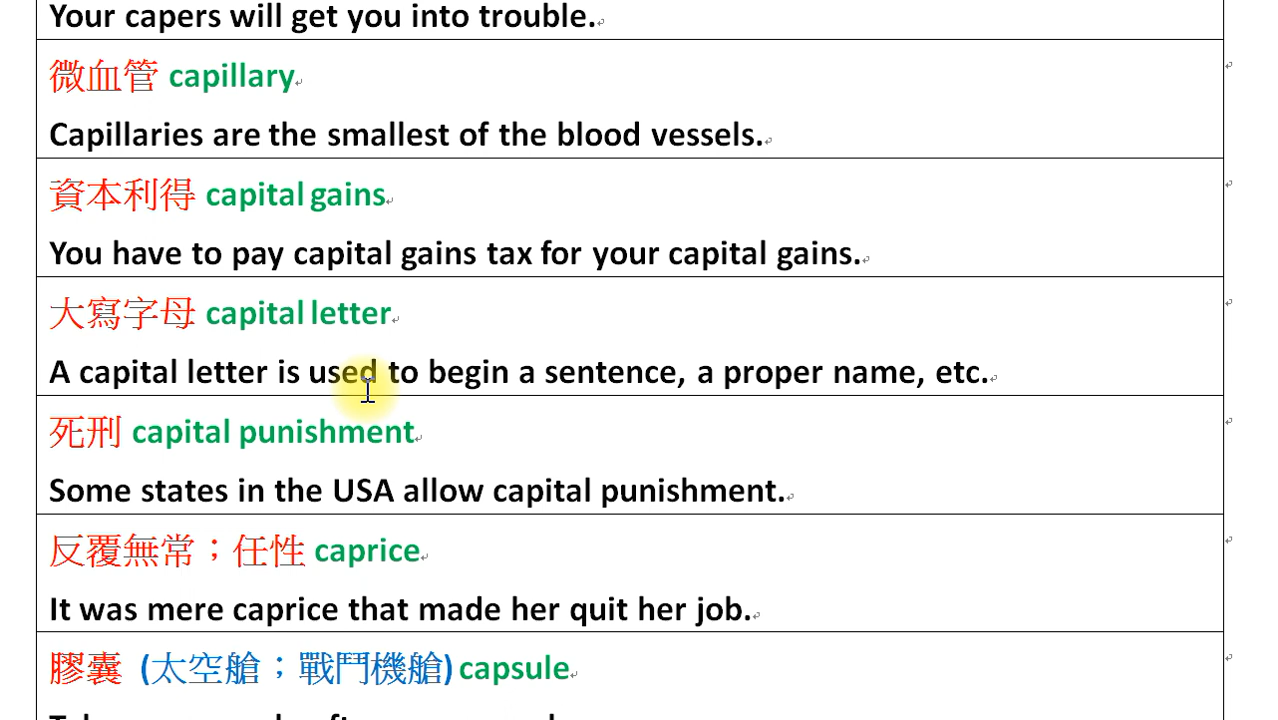 Your capers will get you into trouble.
微血管 capillary
Capillaries are the smallest of the blood vessels.
資本利得 capital gains
You have to pay capital gains tax for your capital gains.
大寫字母 capital letter
A capital letter is used to begin a sentence, a proper name, etc.
死刑 capital punishment
Some states in the USA allow capital punishment.
反覆無常；任性 caprice
It was mere caprice that made her quit her job.
膠囊 (太空艙；戰鬥機艙) capsule